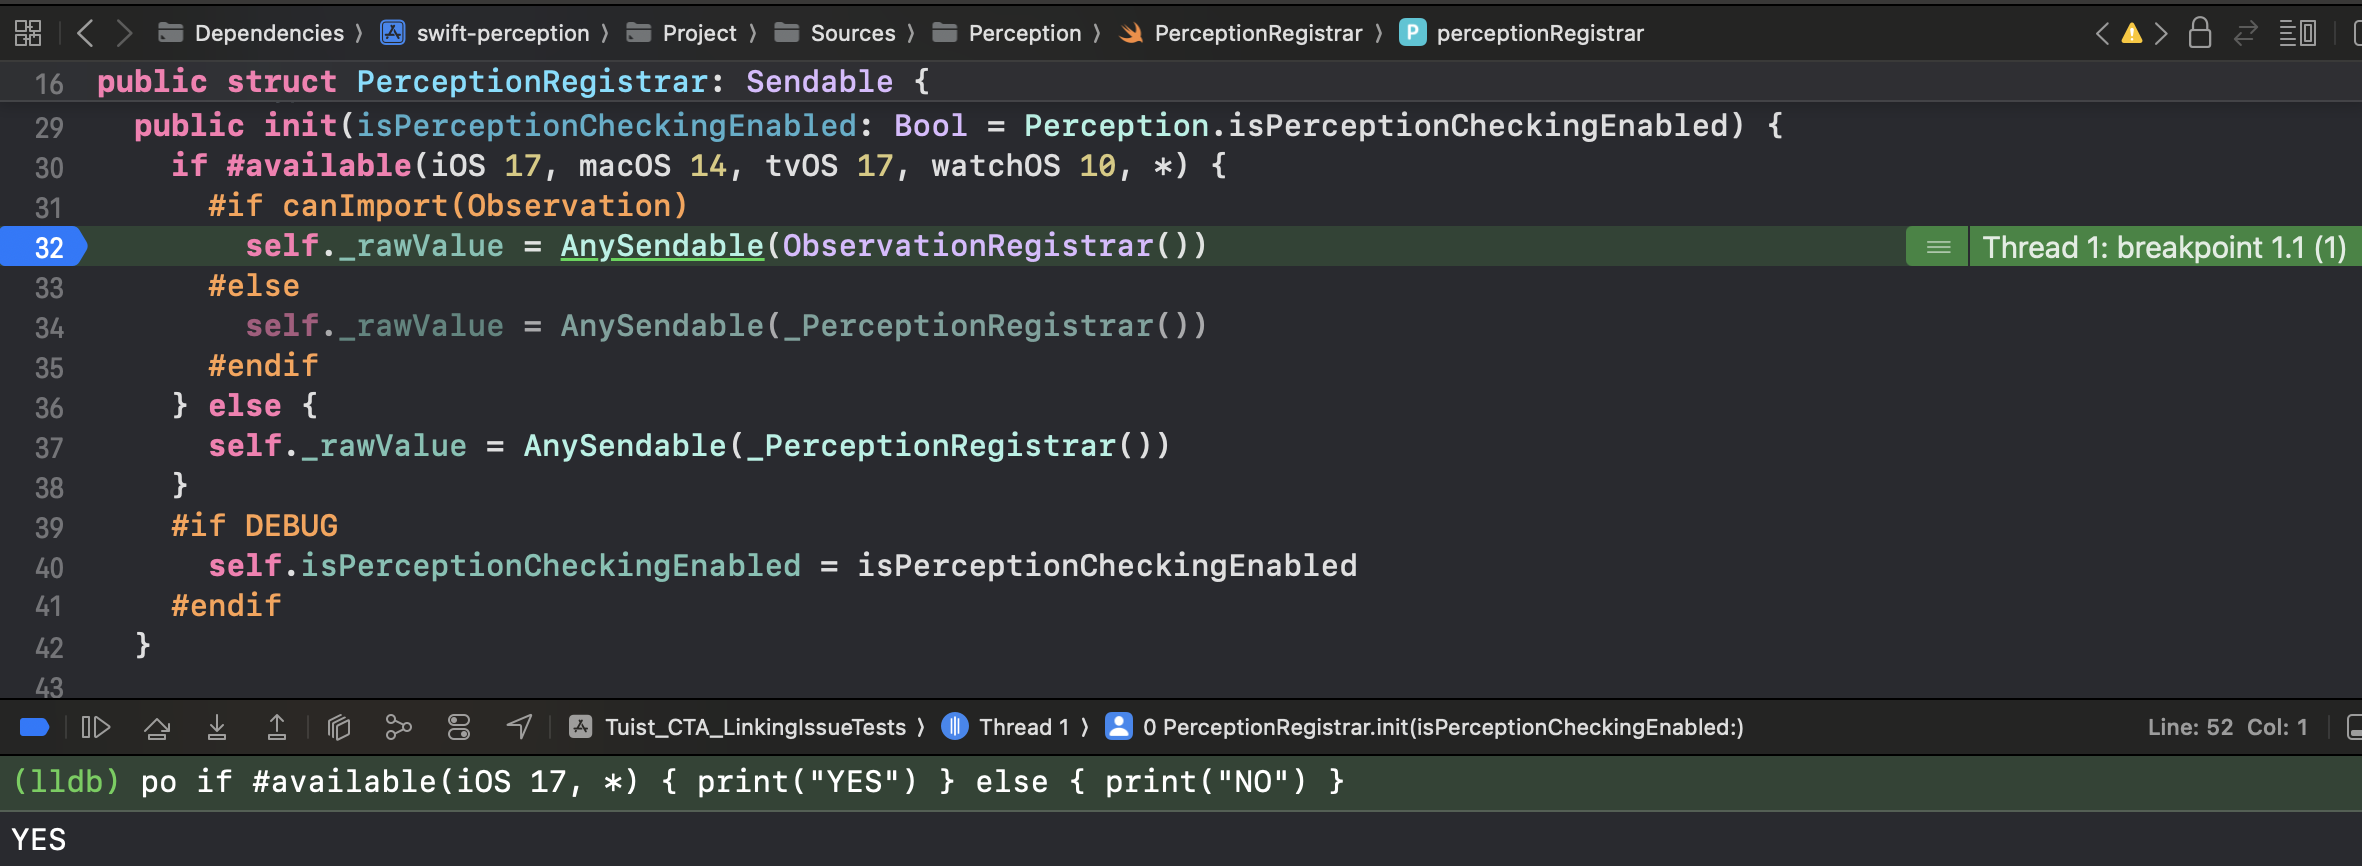 Dependencies 〉 swift-perception 〉 Project 〉 Sources 〉 Perception 〉 PerceptionRegistrar 〉 P perceptionRegistrar
16 public struct PerceptionRegistrar: Sendable {
29 public init(isPerceptionCheckingEnabled: Bool = Perception.isPerceptionCheckingEnabled) {
30 if #available(iOS 17, macOS 14, tvOS 17, watchOS 10, *) {
31 #if canImport(Observation)
32 self._rawValue = AnySendable(ObservationRegistrar()) Thread 1: breakpoint 1.1 (1)
33 #else
34 self._rawValue = AnySendable(_PerceptionRegistrar())
35 #endif
36 } else {
37 self._rawValue = AnySendable(_PerceptionRegistrar())
38 }
39 #if DEBUG
40 self.isPerceptionCheckingEnabled = isPerceptionCheckingEnabled
41 #endif
42 }
43
Tuist_CTA_LinkingIssueTests 〉 Thread 1 〉 0 PerceptionRegistrar.init(isPerceptionCheckingEnabled:) Line: 52 Col: 1
(lldb) po if #available(iOS 17, *) { print("YES") } else { print("NO") }
YES